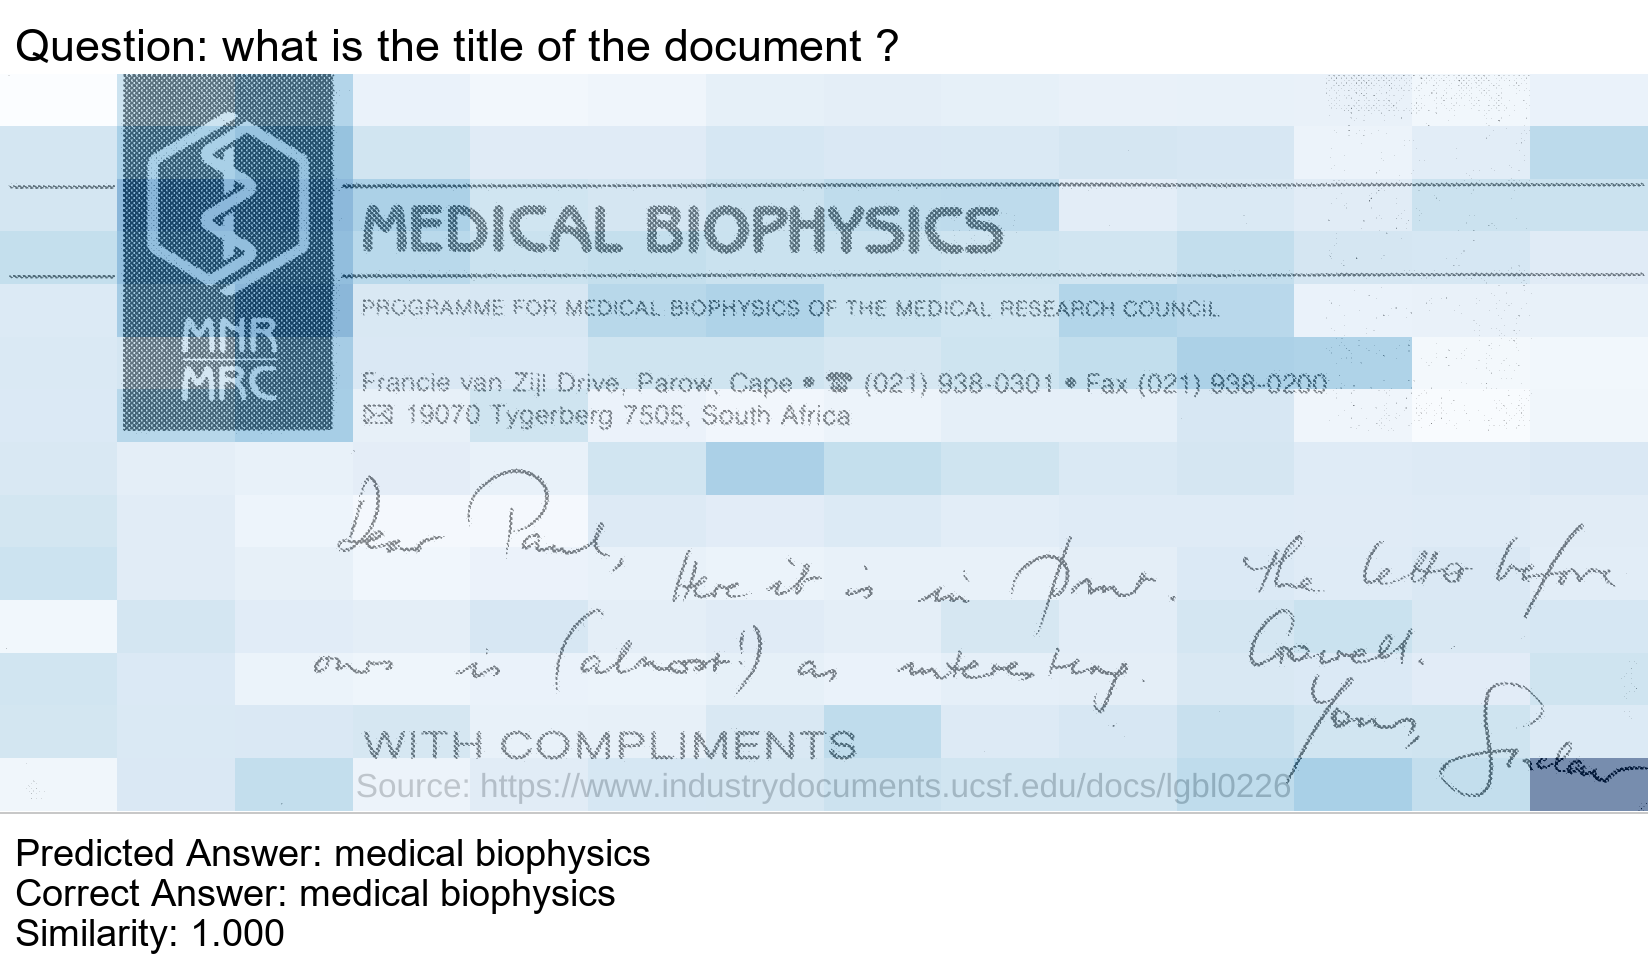 Question: what is the title of the document ?
MEDICAL BIOPHYSICS
PROGRAMME FOR MEDICAL BIOPHYSICS OF THE MEDICAL RESEARCH COUNCIL
MNR
MRC
Francie van Zijl Drive, Parow, Cape • ☎ (021) 938-0301 • Fax (021) 938-0200
✉ 19070 Tygerberg 7505, South Africa
Dear Paul,
Here it is in print. The letter before
ours is (almost!) as interesting. Crowell.
Yours, Sinclair
WITH COMPLIMENTS
Source: https://www.industrydocuments.ucsf.edu/docs/lgbl0226
Predicted Answer: medical biophysics
Correct Answer: medical biophysics
Similarity: 1.000